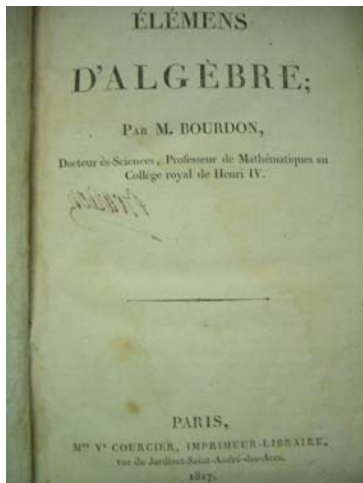 ÉLÉMENS
D'ALGÈBRE;
PAR M. BOURDON,
Docteur ès-Sciences, Professeur de Mathématiques au
Collége royal de Henri IV.
PARIS,
Mme Ve COURCIER, IMPRIMEUR-LIBRAIRE,
rue du Jardinet-Saint-André-des-Arcs.
1817.